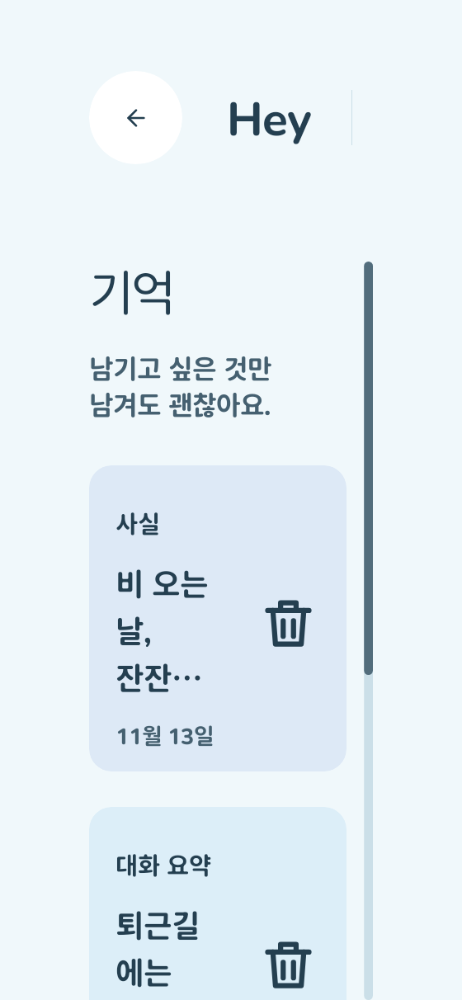 Hey
기억
남기고 싶은 것만
남겨도 괜찮아요.
사실
비 오는
날,
잔잔…
11월 13일
대화 요약
퇴근길
에는